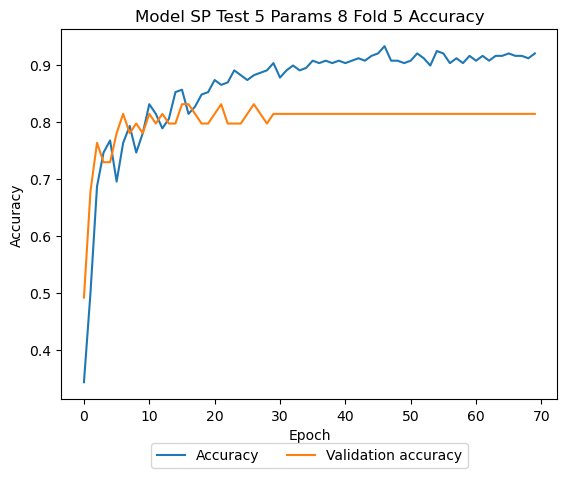 Model SP Test 5 Params 8 Fold 5 Accuracy
Accuracy
0.9
0.8
0.7
0.6
0.5
0.4
0 10 20 30 40 50 60 70
Epoch
Accuracy Validation accuracy